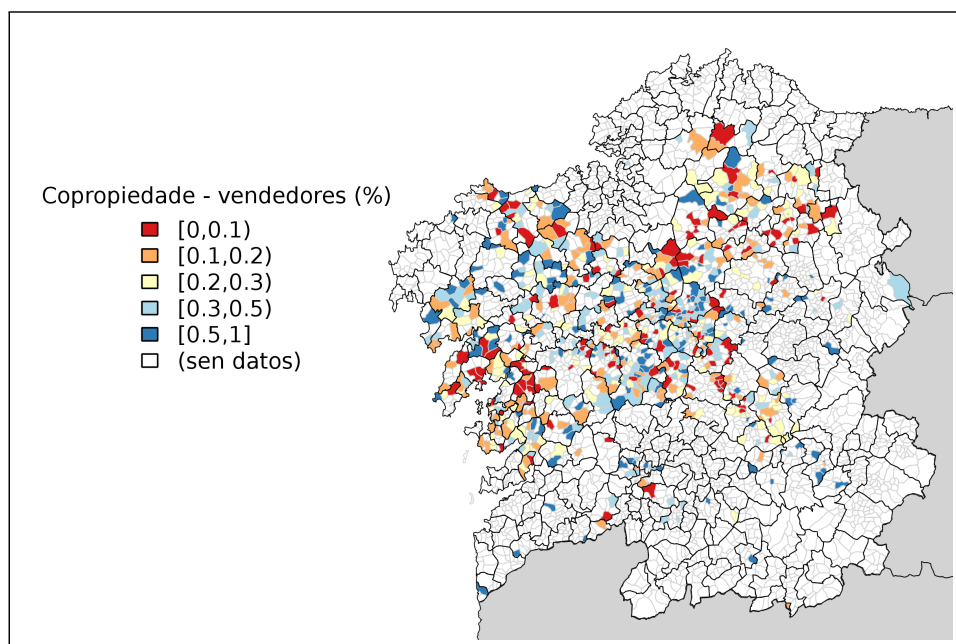 Copropiedade - vendedores (%)
[0,0.1)
[0.1,0.2)
[0.2,0.3)
[0.3,0.5)
[0.5,1]
(sen datos)